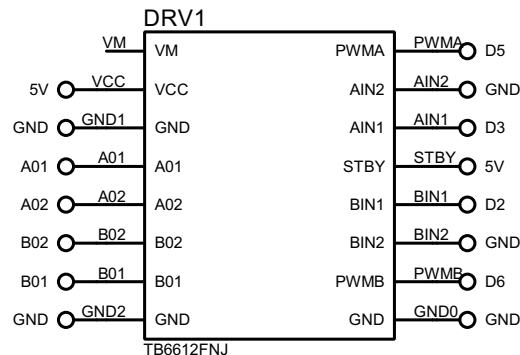 DRV1
VM VM PWMA PWMA D5
5V VCC VCC AIN2 AIN2 GND
GND GND1 GND AIN1 AIN1 D3
A01 A01 A01 STBY STBY 5V
A02 A02 A02 BIN1 BIN1 D2
B02 B02 B02 BIN2 BIN2 GND
B01 B01 B01 PWMB PWMB D6
GND GND2 GND GND GND0 GND
TB6612FNJ